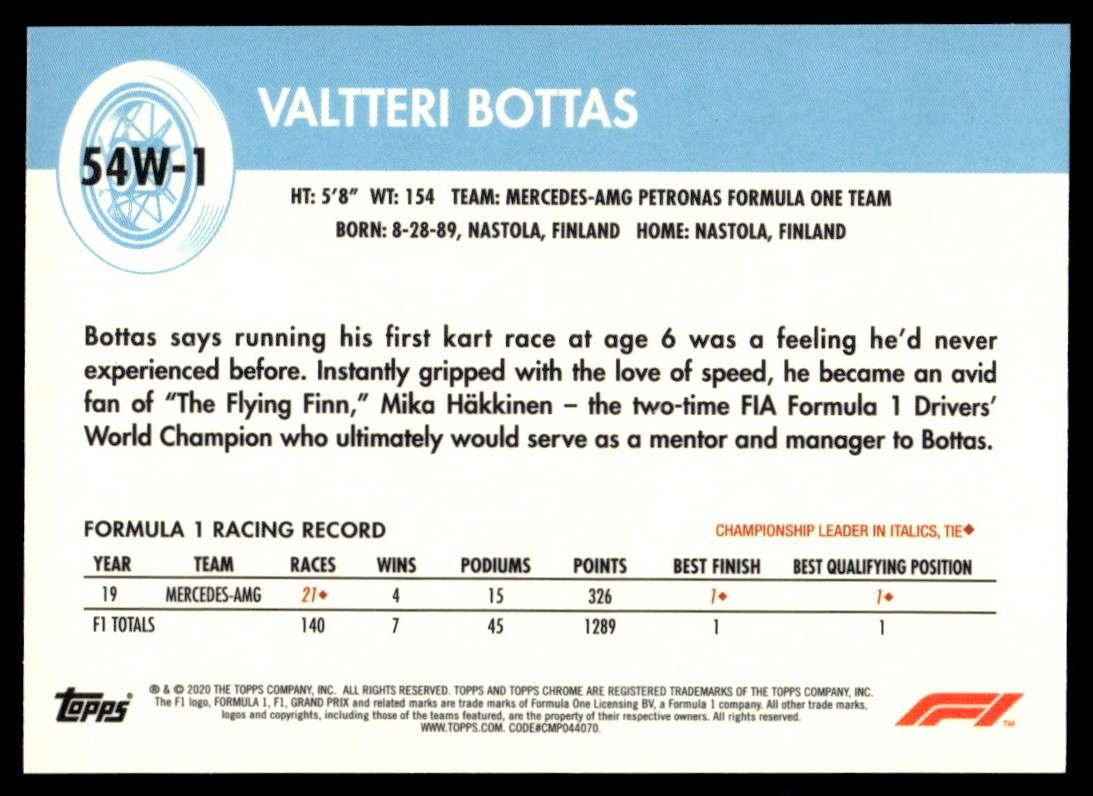 VALTTERI BOTTAS
54W-1
HT: 5'8" WT: 154 TEAM: MERCEDES-AMG PETRONAS FORMULA ONE TEAM
BORN: 8-28-89, NASTOLA, FINLAND HOME: NASTOLA, FINLAND
Bottas says running his first kart race at age 6 was a feeling he'd never
experienced before. Instantly gripped with the love of speed, he became an avid
fan of "The Flying Finn," Mika Häkkinen – the two-time FIA Formula 1 Drivers'
World Champion who ultimately would serve as a mentor and manager to Bottas.
FORMULA 1 RACING RECORD CHAMPIONSHIP LEADER IN ITALICS, TIE◆
YEAR TEAM RACES WINS PODIUMS POINTS BEST FINISH BEST QUALIFYING POSITION
19 MERCEDES-AMG 21◆ 4 15 326 1◆ 1◆
F1 TOTALS 140 7 45 1289 1 1
topps®
® & © 2020 THE TOPPS COMPANY, INC. ALL RIGHTS RESERVED. TOPPS AND TOPPS CHROME ARE REGISTERED TRADEMARKS OF THE TOPPS COMPANY, INC.
The F1 logo, FORMULA 1, F1, GRAND PRIX and related marks are trade marks of Formula One Licensing BV, a Formula 1 company. All other trade marks,
logos and copyrights, including those of the teams featured, are the property of their respective owners. All rights reserved.
WWW.TOPPS.COM. CODE#CMP044070.
F1™